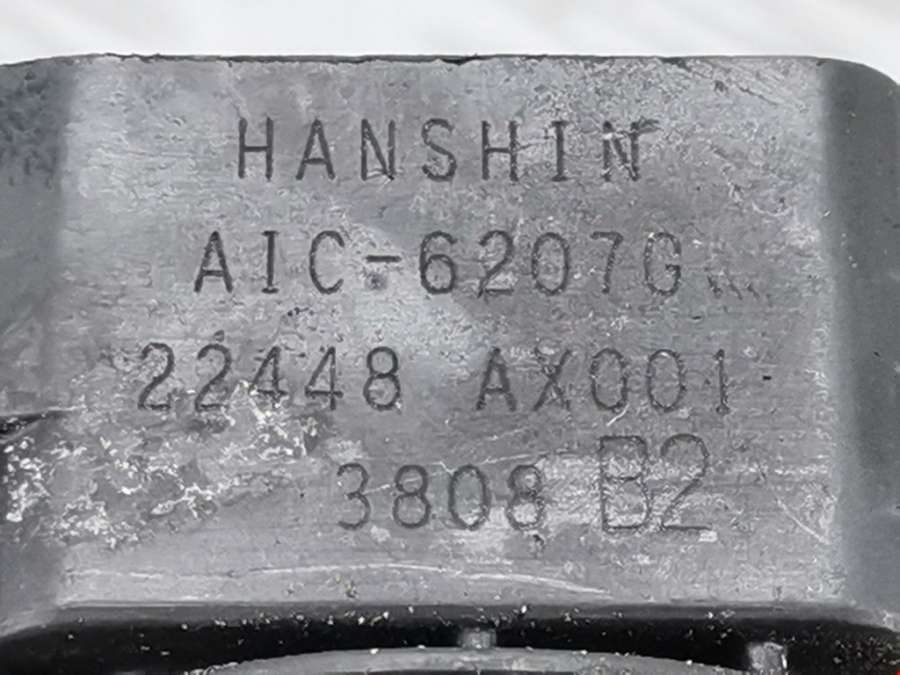 HANSHIN
AIC-6207G
22448 AX001
3808 B2